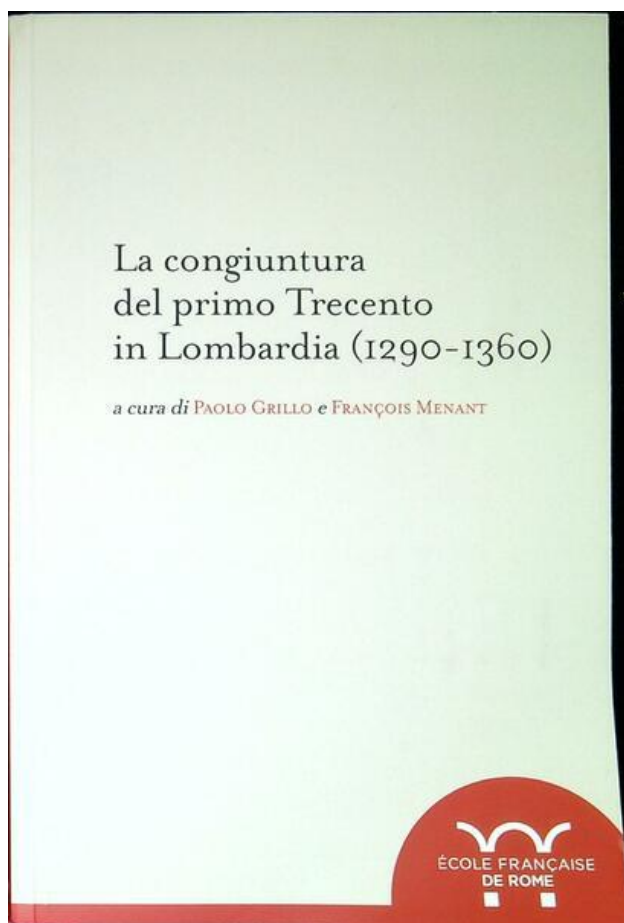 La congiuntura
del primo Trecento
in Lombardia (1290-1360)
a cura di PAOLO GRILLO e FRANÇOIS MENANT
ÉCOLE FRANÇAISE
DE ROME